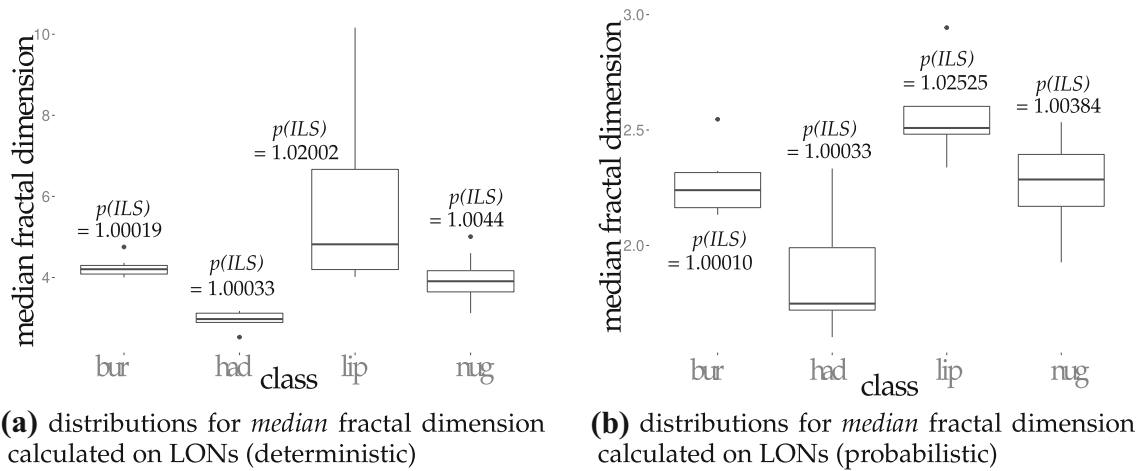 median fractal dimension
10
8
6
4
p(ILS)
= 1.00019
p(ILS)
= 1.00033
p(ILS)
= 1.02002
p(ILS)
= 1.0044
bur had lip nug
class
(a) distributions for median fractal dimension
calculated on LONs (deterministic)
median fractal dimension
3.0
2.5
2.0
p(ILS)
= 1.00010
p(ILS)
= 1.00033
p(ILS)
= 1.02525
p(ILS)
= 1.00384
bur had lip nug
class
(b) distributions for median fractal dimension
calculated on LONs (probabilistic)